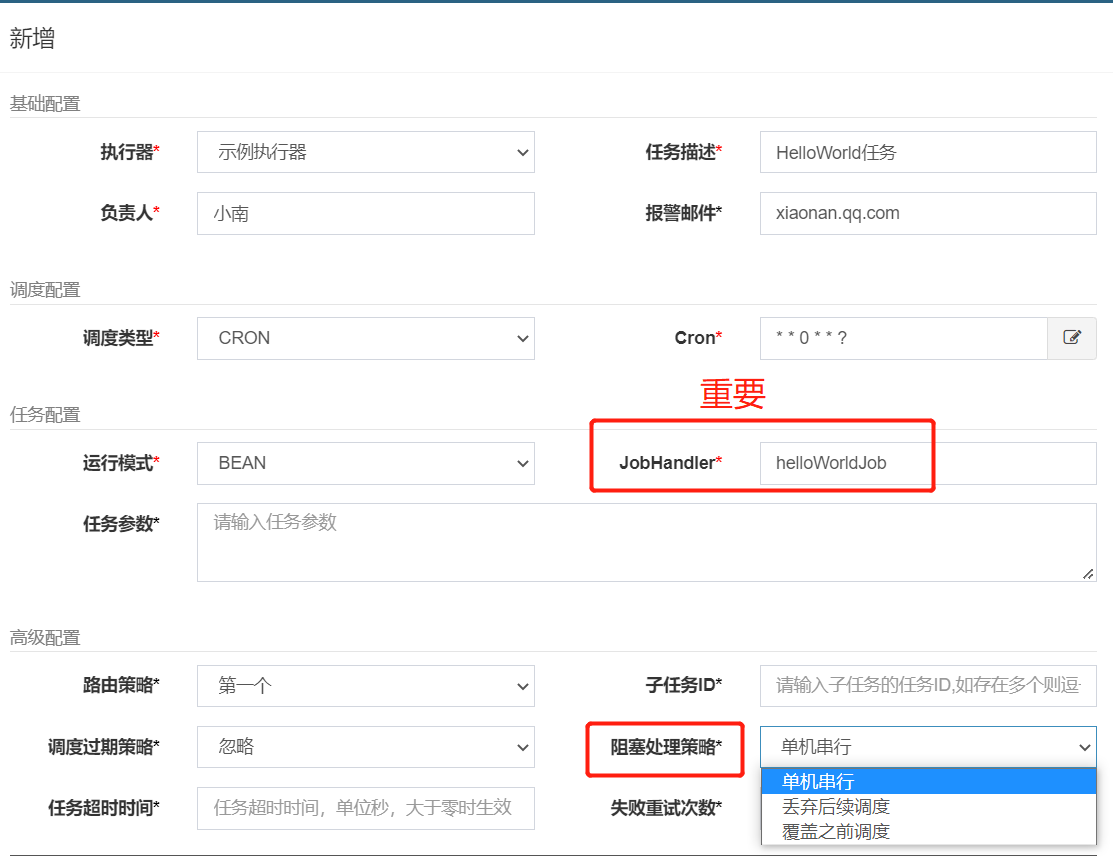 新增
基础配置
执行器* 示例执行器 任务描述* HelloWorld任务
负责人* 小南 报警邮件* xiaonan.qq.com
调度配置
调度类型* CRON Cron* * * 0 * * ?
重要
任务配置
运行模式* BEAN JobHandler* helloWorldJob
任务参数* 请输入任务参数
高级配置
路由策略* 第一个 子任务ID* 请输入子任务的任务ID,如存在多个则逗
调度过期策略* 忽略 阻塞处理策略* 单机串行
单机串行
任务超时时间* 任务超时时间，单位秒，大于零时生效 失败重试次数* 丢弃后续调度
覆盖之前调度